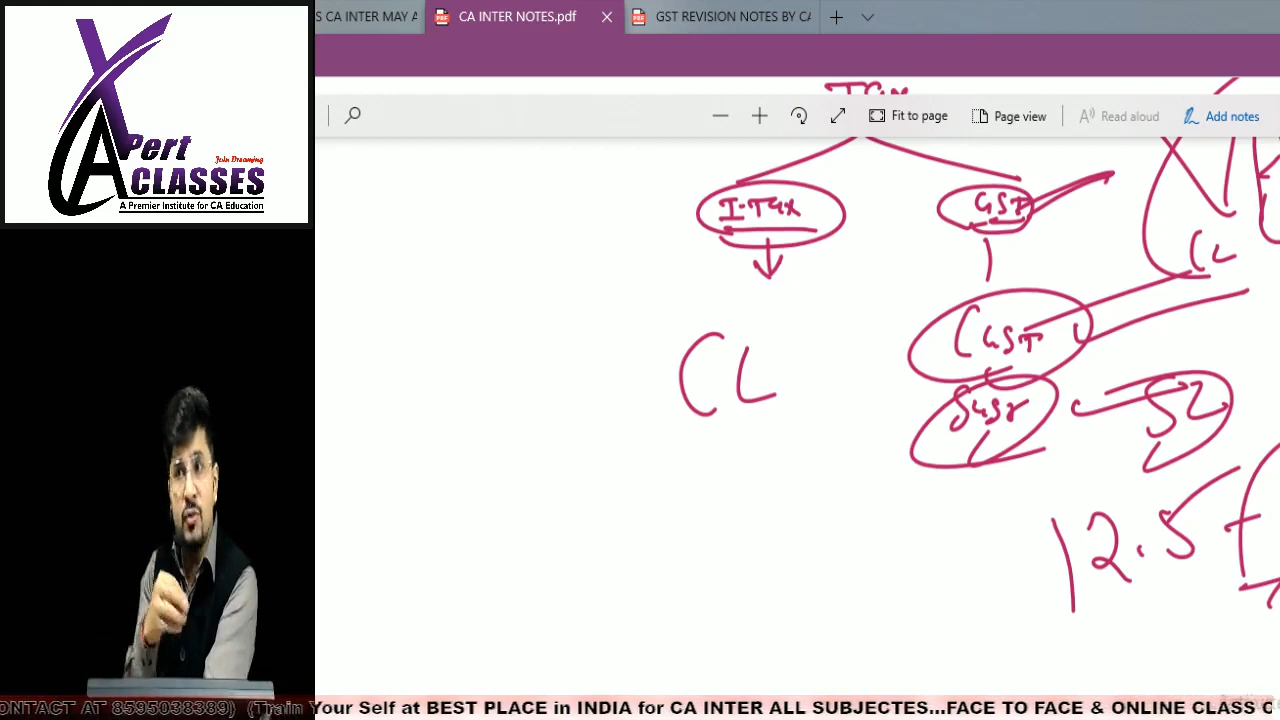 S CA INTER MAY A
CA INTER NOTES.pdf
GST REVISION NOTES BY CA
Fit to page
Page view
Read aloud
Add notes
XPert
Join Dreaming
CA CLASSES
A Premier Institute for CA Education
Tax
I-Tax
GST
CL
CL
CGST
SGST
SL
12.5
ONTACT AT 8595038389) (Train Your Self at BEST PLACE in INDIA for CA INTER ALL SUBJECTES...FACE TO FACE & ONLINE CLASS C